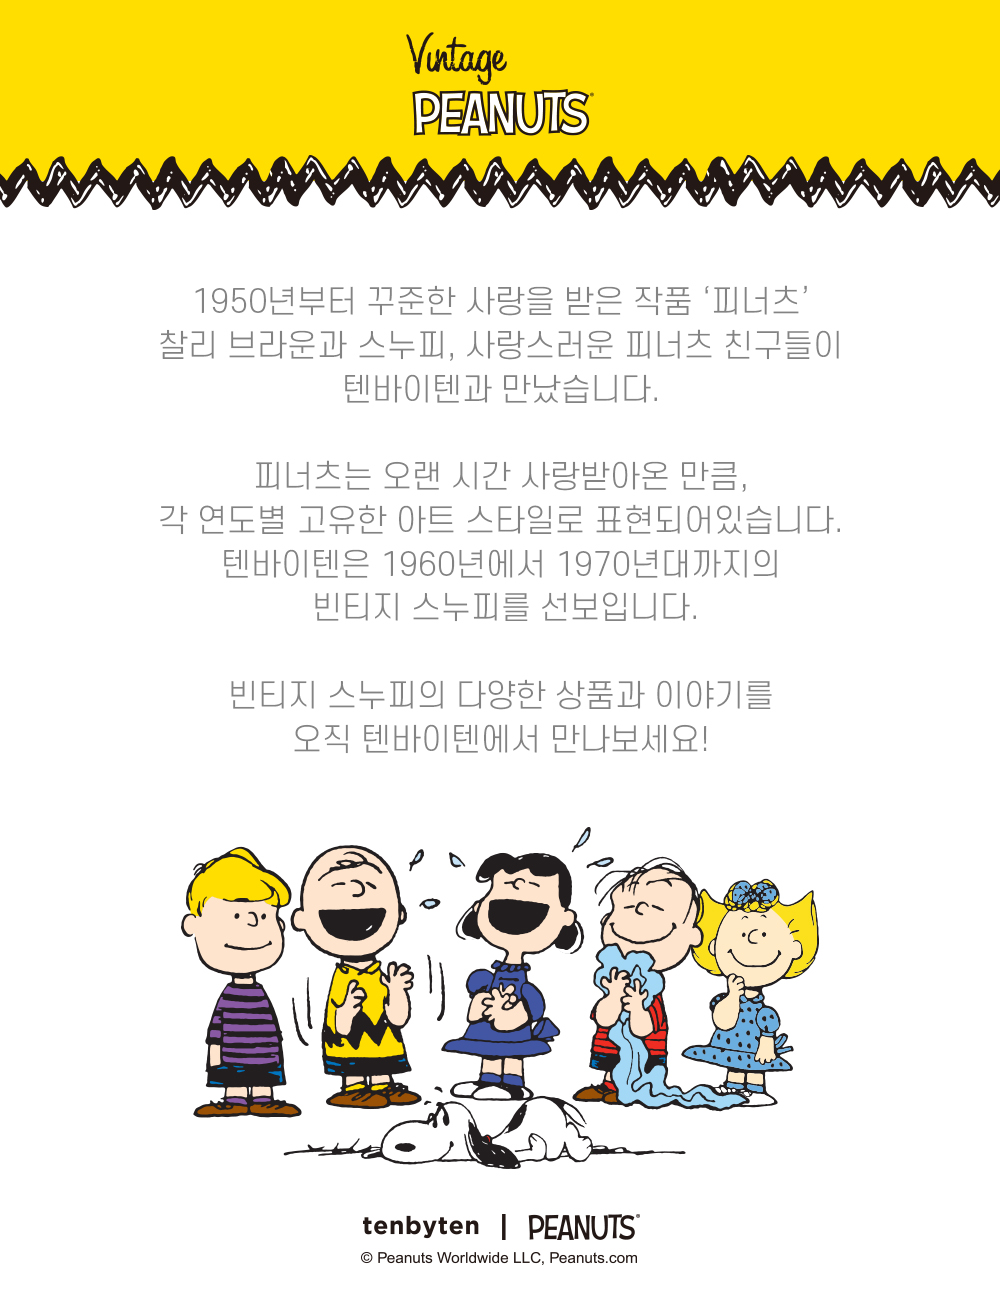 Vintage
PEANUTS®
1950년부터 꾸준한 사랑을 받은 작품 ‘피너츠’
찰리 브라운과 스누피, 사랑스러운 피너츠 친구들이
텐바이텐과 만났습니다.
피너츠는 오랜 시간 사랑받아온 만큼,
각 연도별 고유한 아트 스타일로 표현되어있습니다.
텐바이텐은 1960년에서 1970년대까지의
빈티지 스누피를 선보입니다.
빈티지 스누피의 다양한 상품과 이야기를
오직 텐바이텐에서 만나보세요!
tenbyten | PEANUTS®
© Peanuts Worldwide LLC, Peanuts.com